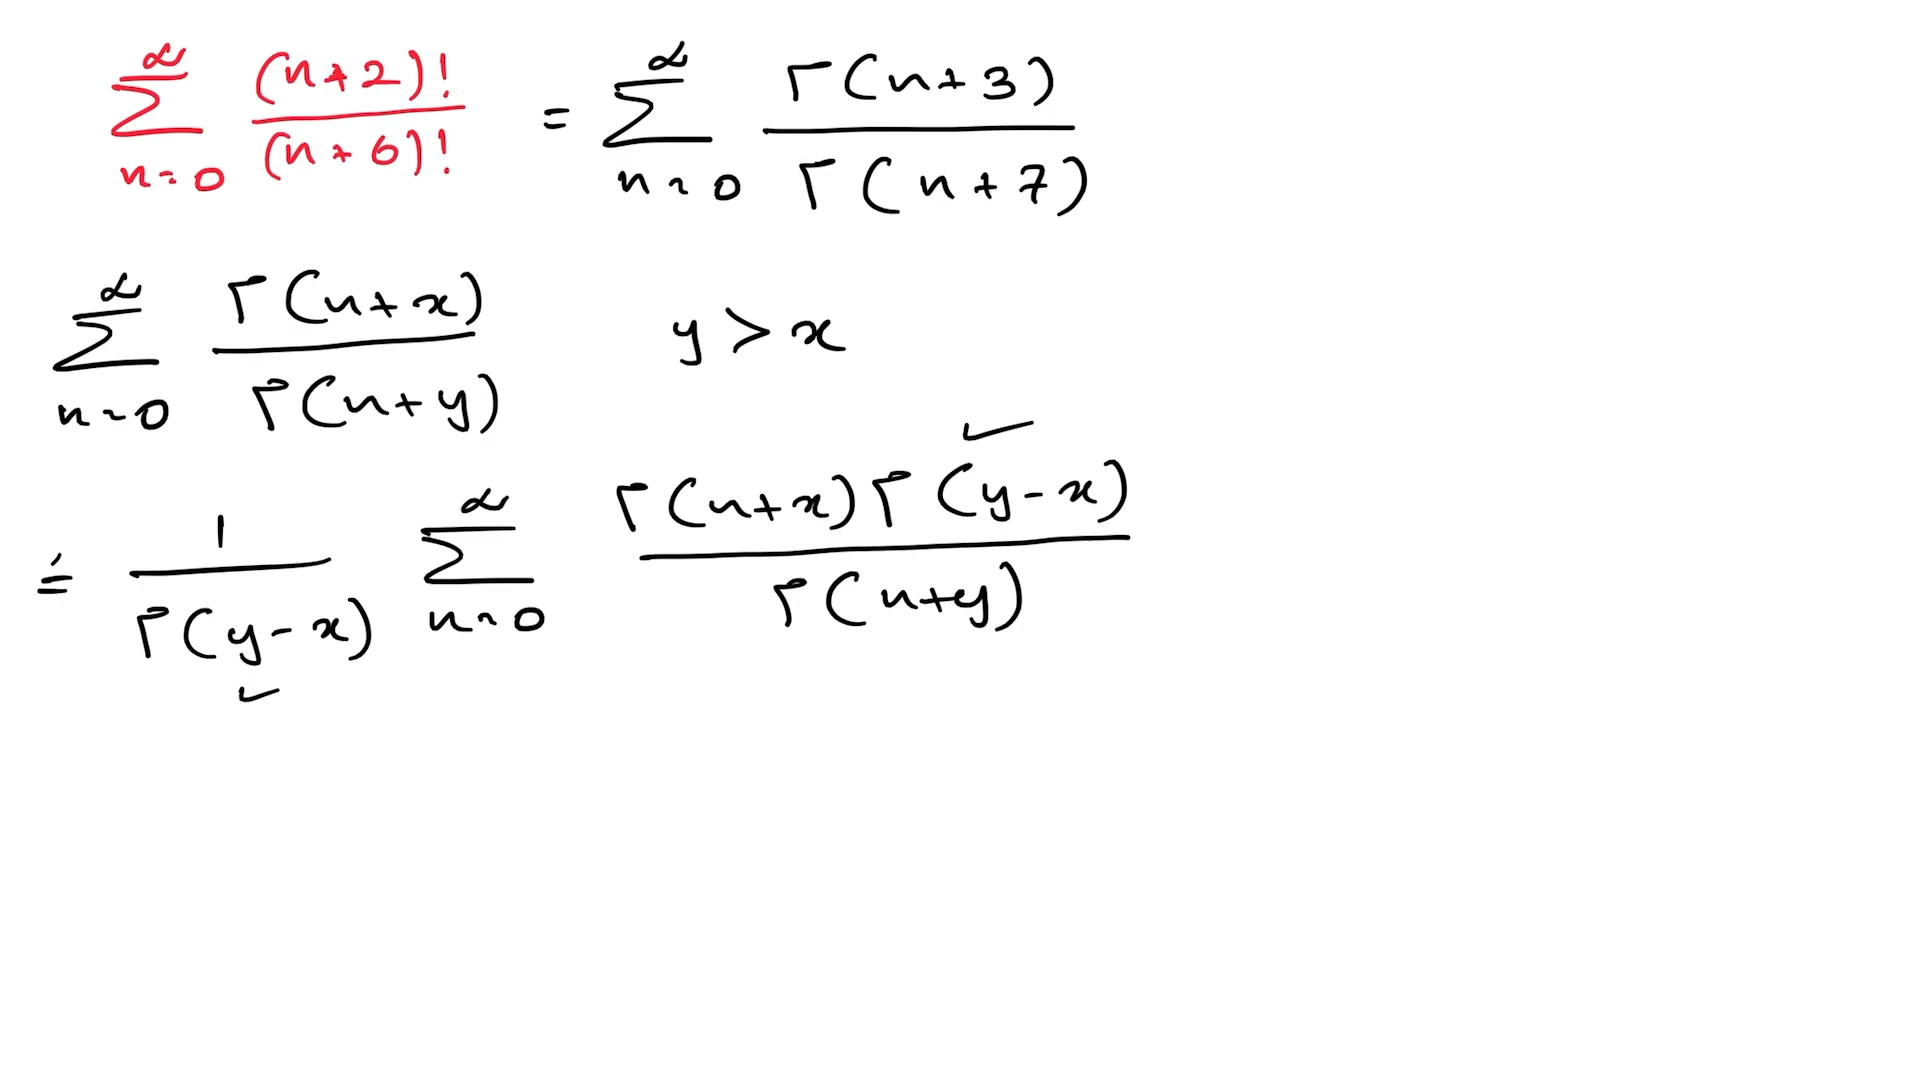 ∑_{n=0}^{∞} (n+2)!/(n+6)! = ∑_{n=0}^{∞} Γ(n+3)/Γ(n+7)
∑_{n=0}^{∞} Γ(n+x)/Γ(n+y)    y > x
= 1/Γ(y-x) ∑_{n=0}^{∞} Γ(n+x)Γ(y-x)/Γ(n+y)